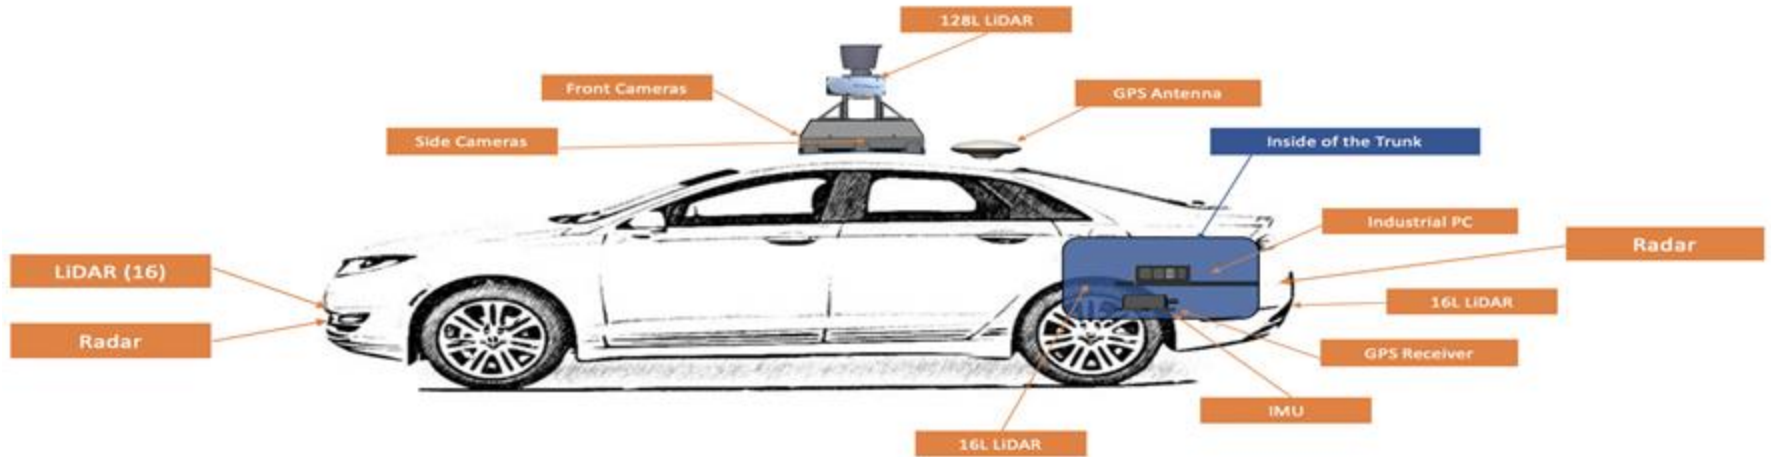 128L LiDAR
Front Cameras
GPS Antenna
Side Cameras
Inside of the Trunk
Industrial PC
Radar
LiDAR (16)
16L LiDAR
Radar
GPS Receiver
IMU
16L LiDAR